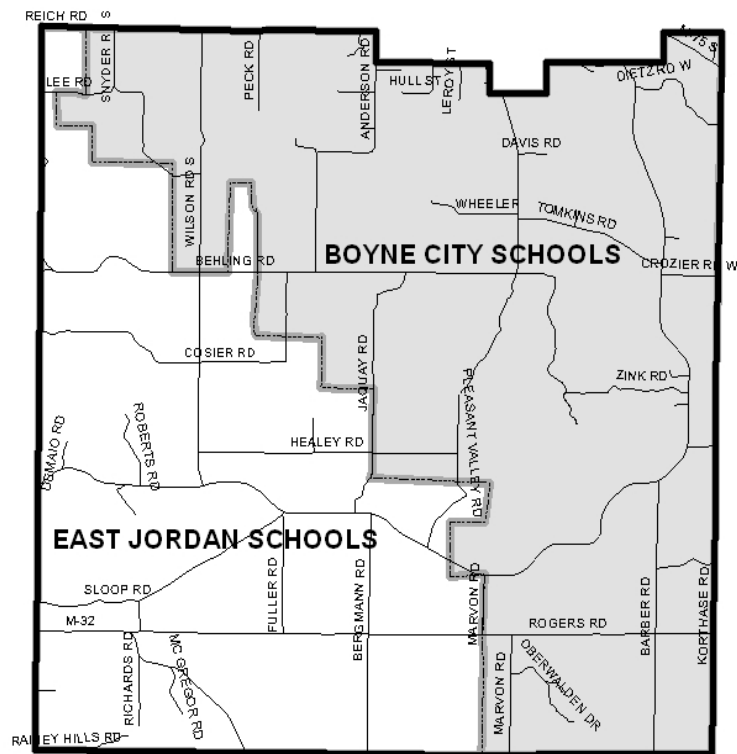 REICH RD
SNYDER R S
M-75 S
LEE RD
PECK RD
ANDERSON RD
HULL ST
LEROY ST
DIETZ RD W
DAVIS RD
WILSON RD S
WHEELER
TOMKINS RD
BEHLING RD
BOYNE CITY SCHOOLS
CROZIER RD W
COSIER RD
JAQUAY RD
PLEASANT VALLEY RD
ZINK RD
ROBERTS RD
HEALEY RD
EAST JORDAN SCHOOLS
SLOOP RD
FULLER RD
BERGMANN RD
MARVON RD
BARBER RD
KORTHASE RD
M-32
ROGERS RD
RICHARDS RD
MC GREGOR RD
MARVON RD
OBERWALDEN DR
RAINEY HILLS RD